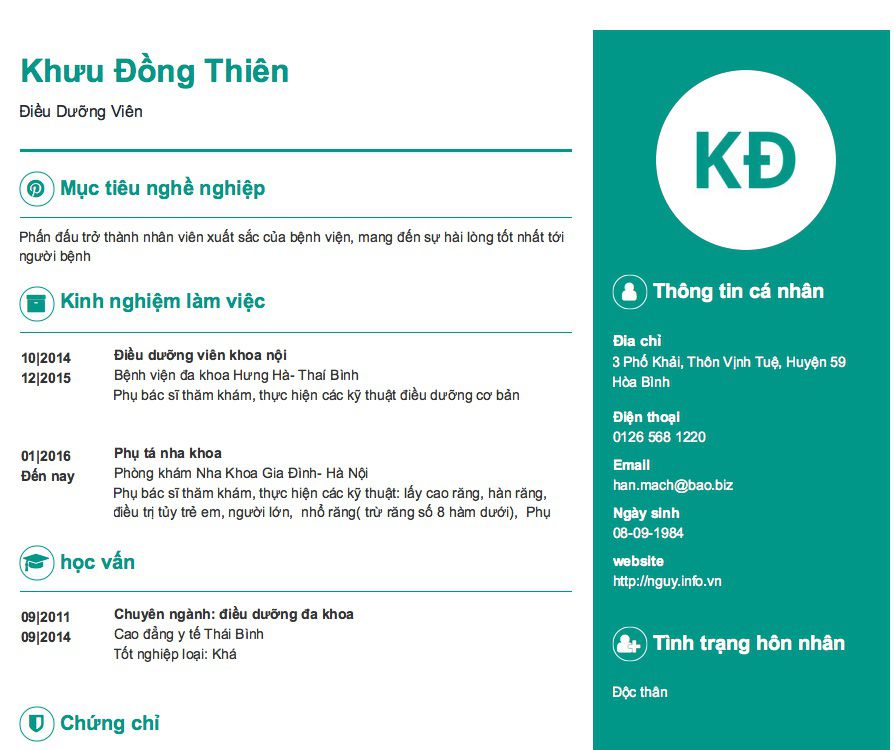 Khưu Đồng Thiên
Điều Dưỡng Viên
Mục tiêu nghề nghiệp
Phấn đấu trở thành nhân viên xuất sắc của bệnh viện, mang đến sự hài lòng tốt nhất tới
người bệnh
Kinh nghiệm làm việc
10|2014
12|2015
Điều dưỡng viên khoa nội
Bệnh viện đa khoa Hưng Hà- Thaí Bình
Phụ bác sĩ thăm khám, thực hiện các kỹ thuật điều dưỡng cơ bản
01|2016
Đến nay
Phụ tá nha khoa
Phòng khám Nha Khoa Gia Đình- Hà Nội
Phụ bác sĩ thăm khám, thực hiện các kỹ thuật: lấy cao răng, hàn răng,
điều trị tủy trẻ em, người lớn, nhổ răng( trừ răng số 8 hàm dưới), Phụ
học vấn
09|2011
09|2014
Chuyên ngành: điều dưỡng đa khoa
Cao đẳng y tế Thái Bình
Tốt nghiệp loại: Khá
Chứng chỉ
KĐ
Thông tin cá nhân
Địa chỉ
3 Phố Khải, Thôn Vịnh Tuệ, Huyện 59
Hòa Bình
Điện thoại
0126 568 1220
Email
han.mach@bao.biz
Ngày sinh
08-09-1984
website
http://nguy.info.vn
Tình trạng hôn nhân
Độc thân